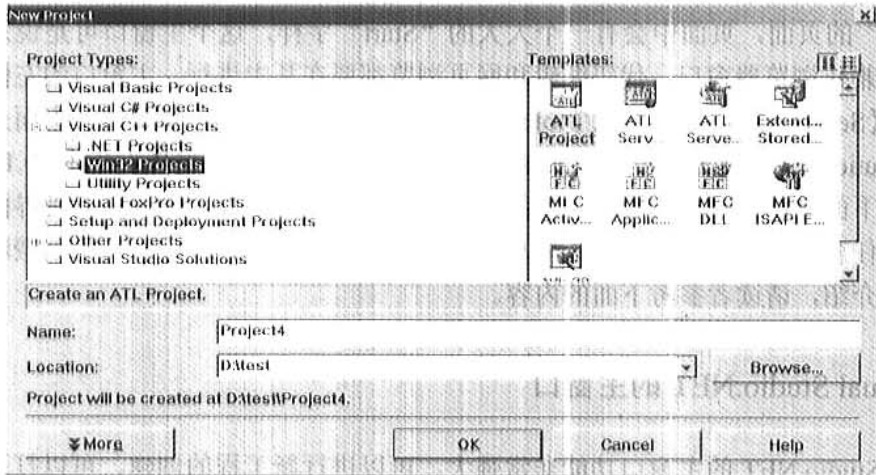 New Project
Project Types:
Templates:
Visual Basic Projects
Visual C# Projects
Visual C++ Projects
.NET Projects
Win32 Projects
Utility Projects
Visual FoxPro Projects
Setup and Deployment Projects
Other Projects
Visual Studio Solutions
ATL Project
ATL Serv...
ATL Serve...
Extend... Stored...
MFC Activ...
MFC Applic...
MFC DLL
MFC ISAPI E...
Create an ATL Project.
Name:
Project4
Location:
D:\test
Browse...
Project will be created at D:\test\Project4.
More
OK
Cancel
Help